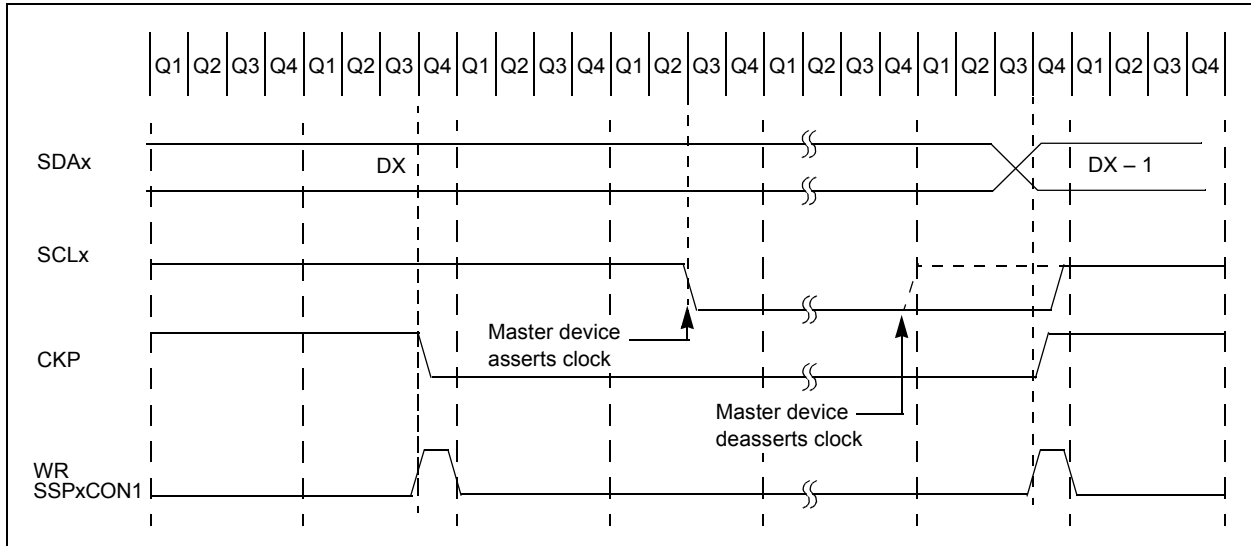 Q1 Q2 Q3 Q4 Q1 Q2 Q3 Q4 Q1 Q2 Q3 Q4 Q1 Q2 Q3 Q4 Q1 Q2 Q3 Q4 Q1 Q2 Q3 Q4 Q1 Q2 Q3 Q4
SDAx
DX
DX – 1
SCLx
Master device
asserts clock
CKP
Master device
deasserts clock
WR
SSPxCON1